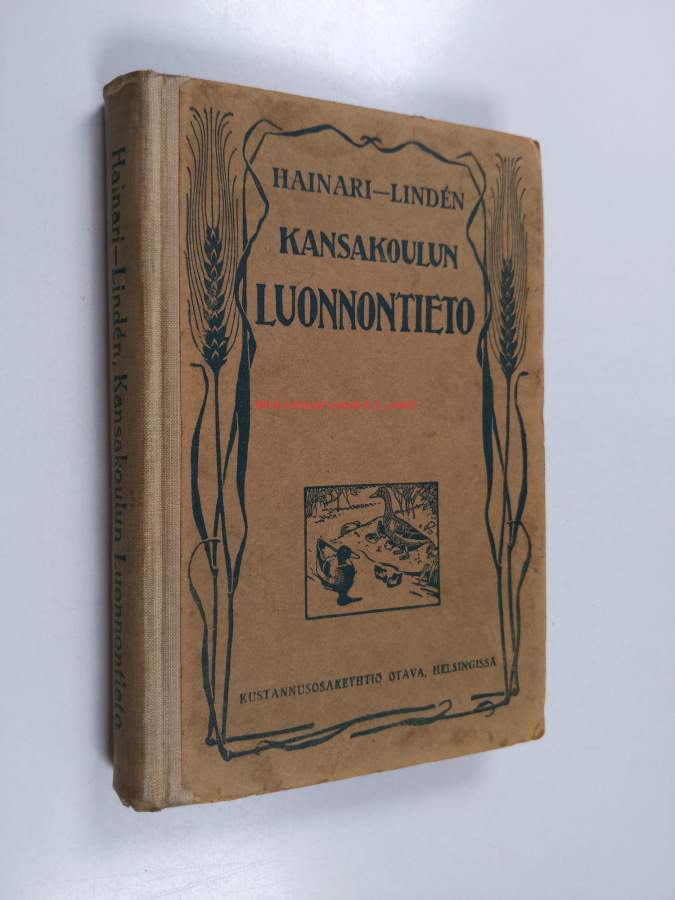 HAINARI—LINDÉN
KANSAKOULUN
LUONNONTIETO
KUSTANNUSOSAKEYHTIÖ OTAVA, HELSINGISSÄ
Hainari—Lindén, Kansakoulun Luonnontieto